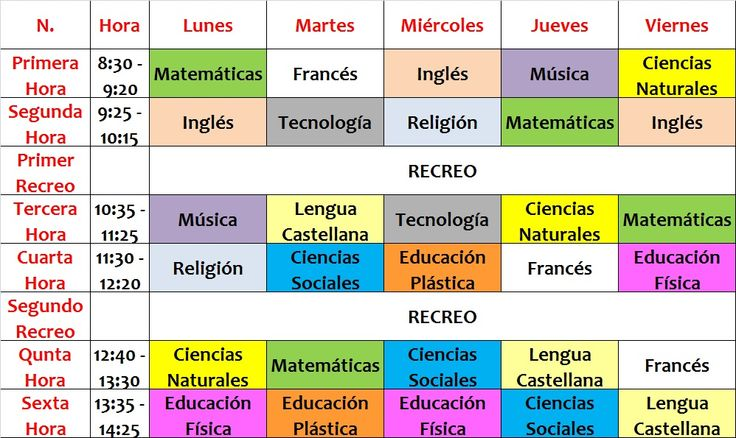 N. Hora Lunes Martes Miércoles Jueves Viernes
Primera Hora 8:30 - 9:20 Matemáticas Francés Inglés Música Ciencias Naturales
Segunda Hora 9:25 - 10:15 Inglés Tecnología Religión Matemáticas Inglés
Primer Recreo RECREO
Tercera Hora 10:35 - 11:25 Música Lengua Castellana Tecnología Ciencias Naturales Matemáticas
Cuarta Hora 11:30 - 12:20 Religión Ciencias Sociales Educación Plástica Francés Educación Física
Segundo Recreo RECREO
Qunta Hora 12:40 - 13:30 Ciencias Naturales Matemáticas Ciencias Sociales Lengua Castellana Francés
Sexta Hora 13:35 - 14:25 Educación Física Educación Plástica Educación Física Ciencias Sociales Lengua Castellana